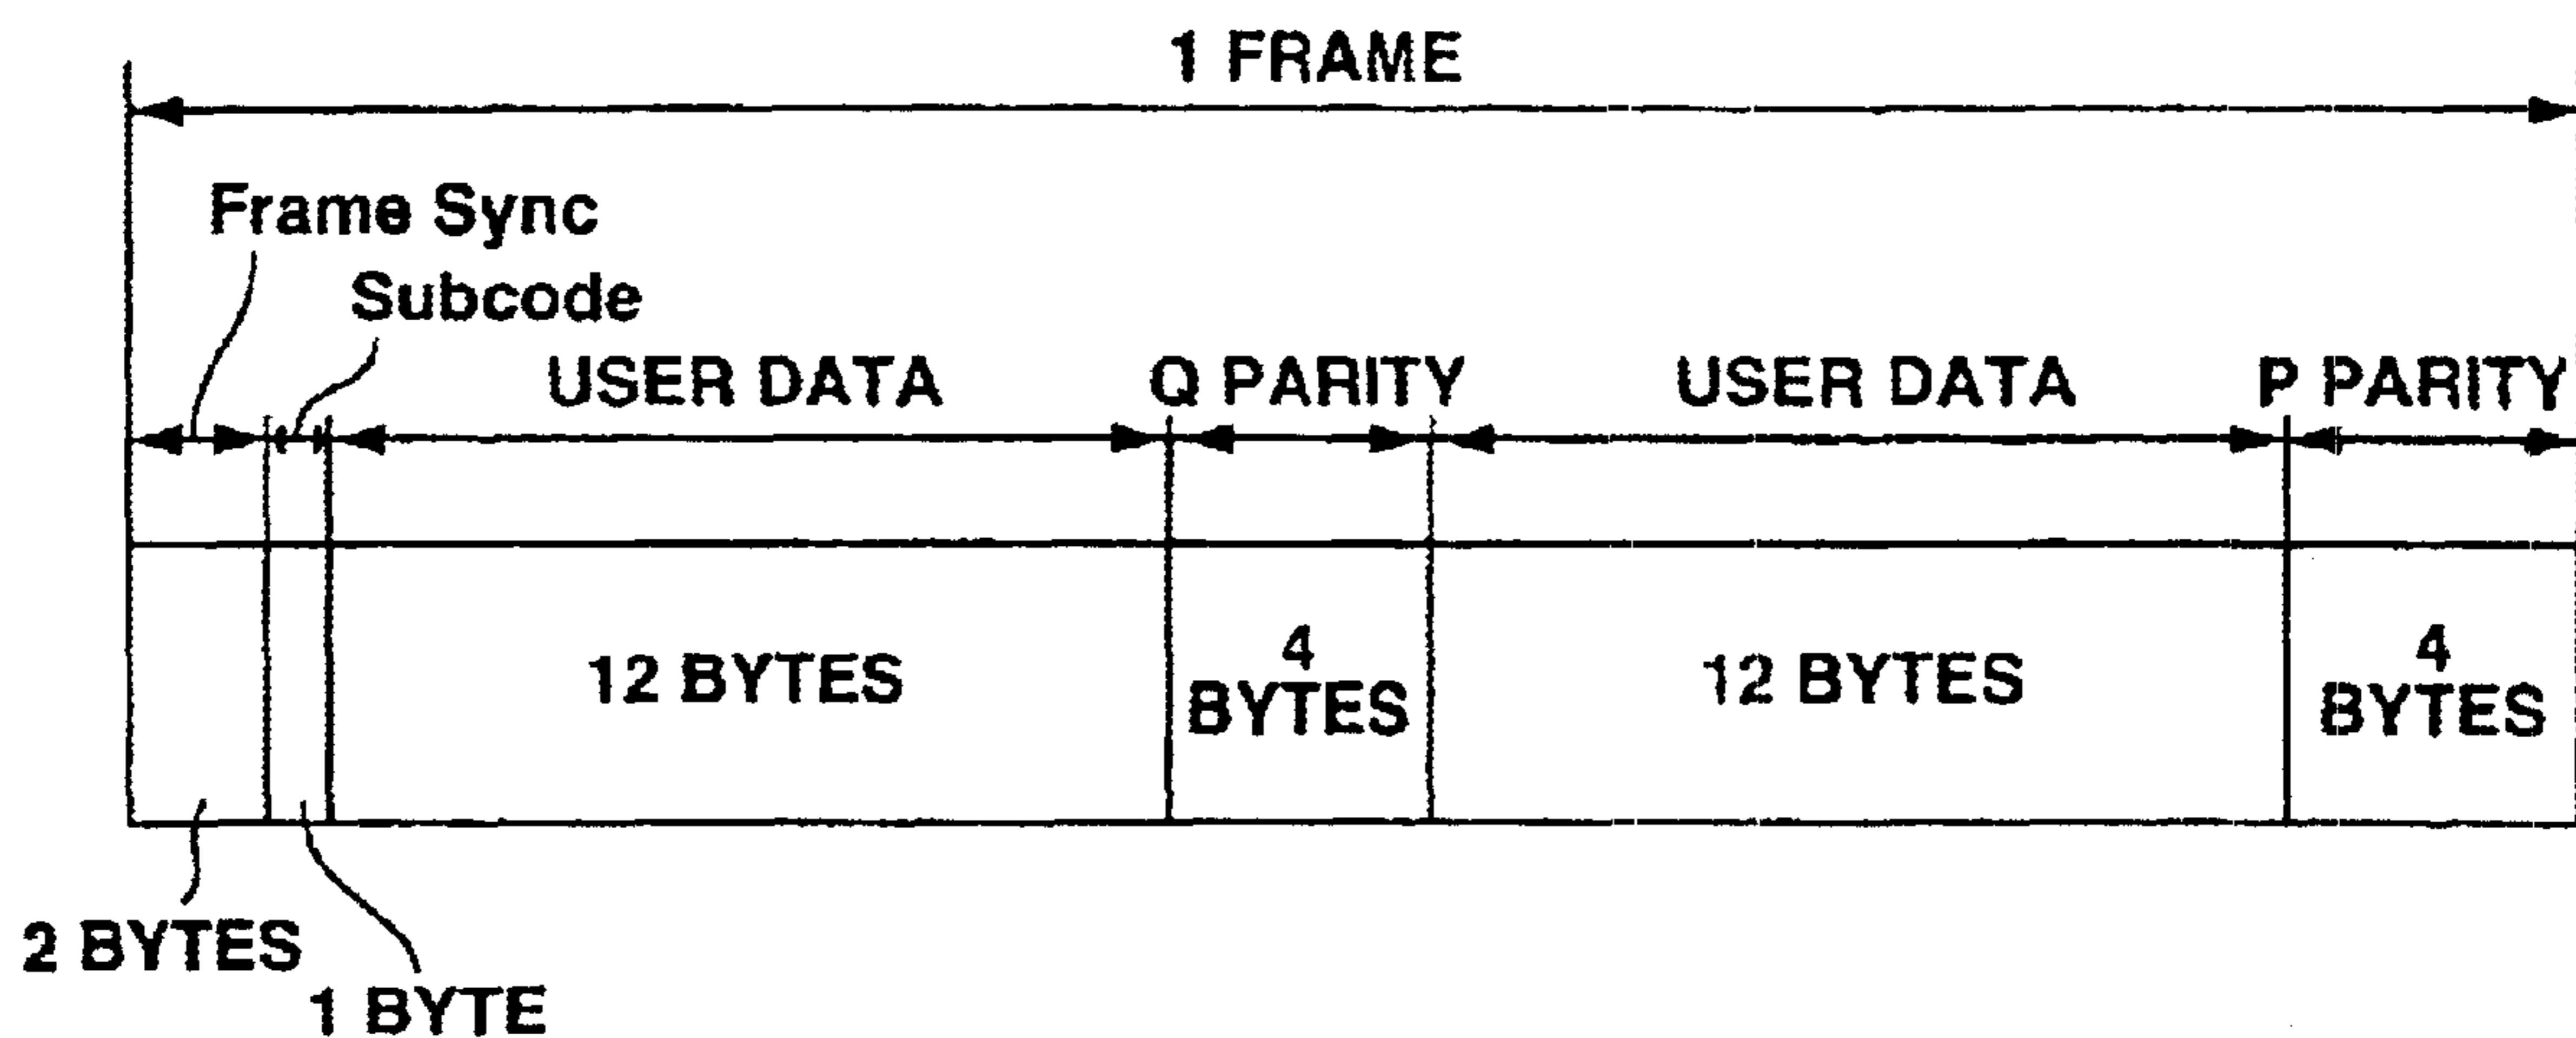 1 FRAME
Frame Sync
Subcode
USER DATA
Q PARITY
USER DATA
P PARITY
12 BYTES
4
BYTES
12 BYTES
4
BYTES
2 BYTES
1 BYTE